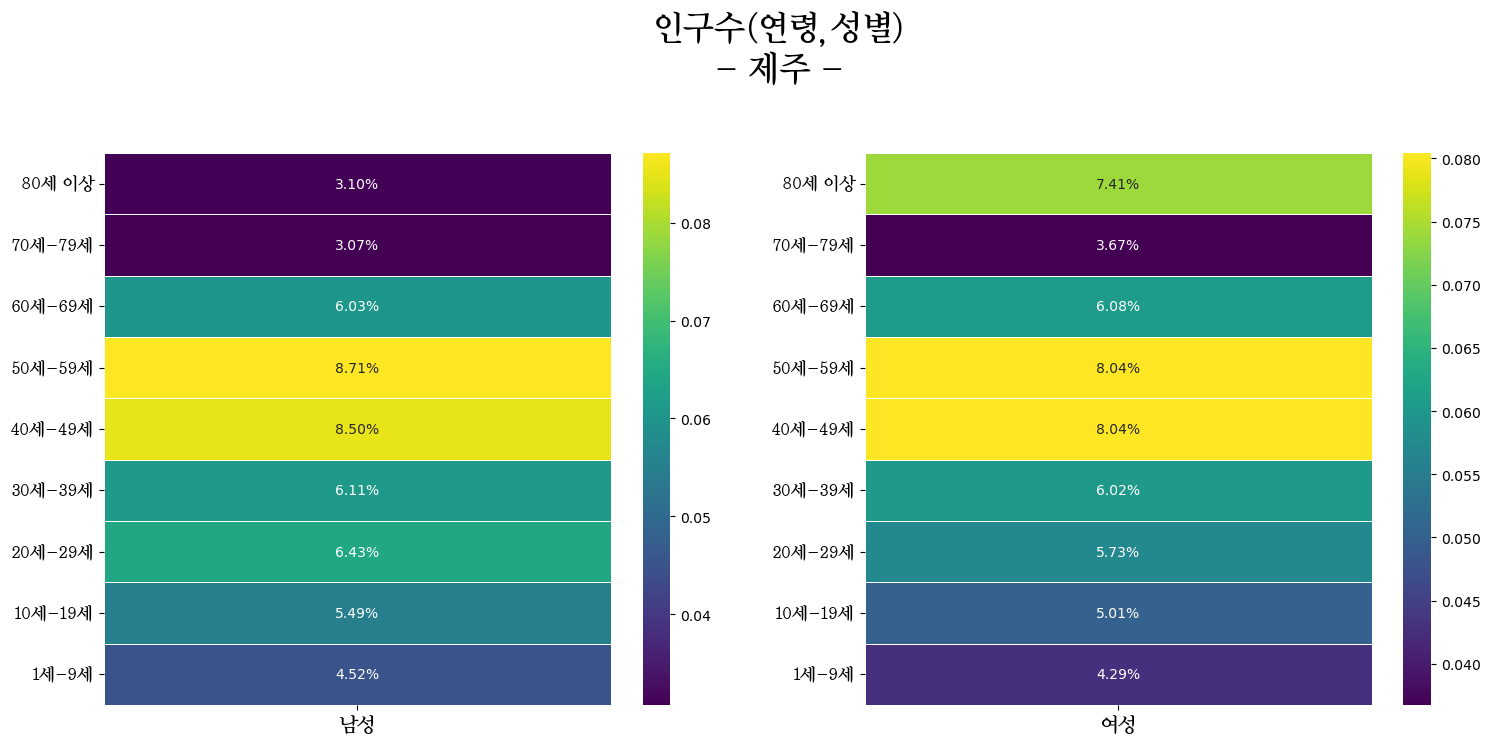 인구수(연령, 성별)
- 제주 -
80세 이상
3.10%
70세-79세
3.07%
60세-69세
6.03%
50세-59세
8.71%
40세-49세
8.50%
30세-39세
6.11%
20세-29세
6.43%
10세-19세
5.49%
1세-9세
4.52%
남성
0.08
0.07
0.06
0.05
0.04
80세 이상
7.41%
70세-79세
3.67%
60세-69세
6.08%
50세-59세
8.04%
40세-49세
8.04%
30세-39세
6.02%
20세-29세
5.73%
10세-19세
5.01%
1세-9세
4.29%
여성
0.080
0.075
0.070
0.065
0.060
0.055
0.050
0.045
0.040